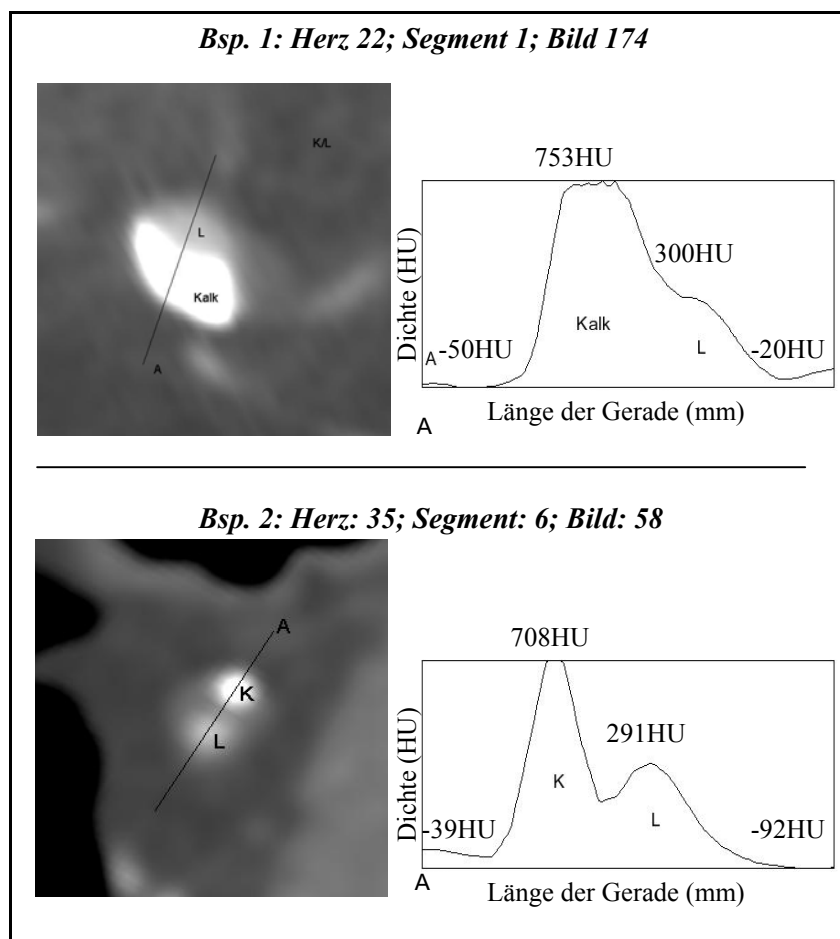 Bsp. 1: Herz 22; Segment 1; Bild 174
K/L
L
Kalk
A
753HU
300HU
Kalk
A -50HU
L
-20HU
Dichte (HU)
A
Länge der Gerade (mm)
Bsp. 2: Herz: 35; Segment: 6; Bild: 58
A
K
L
708HU
291HU
K
L
-39HU
-92HU
Dichte (HU)
A
Länge der Gerade (mm)